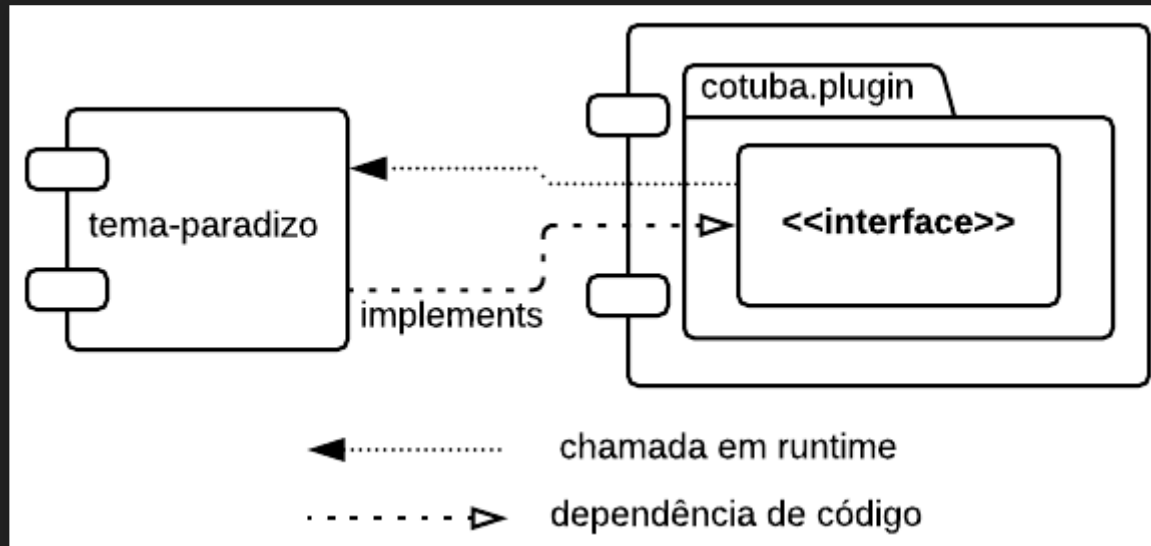 cotuba.plugin
tema-paradizo
<<interface>>
implements
chamada em runtime
dependência de código